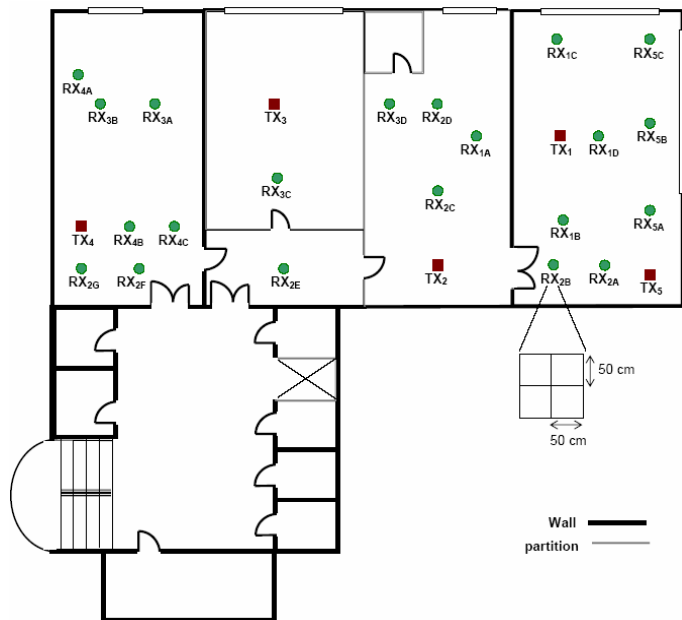 RX1C
RX5C
RX4A
RX3B
RX3A
TX3
RX3D
RX2D
RX1A
TX1
RX1D
RX5B
RX3C
RX2C
RX1B
RX5A
TX4
RX4B
RX4C
RX2G
RX2F
RX2E
TX2
RX2B
RX2A
TX5
50 cm
50 cm
Wall
partition